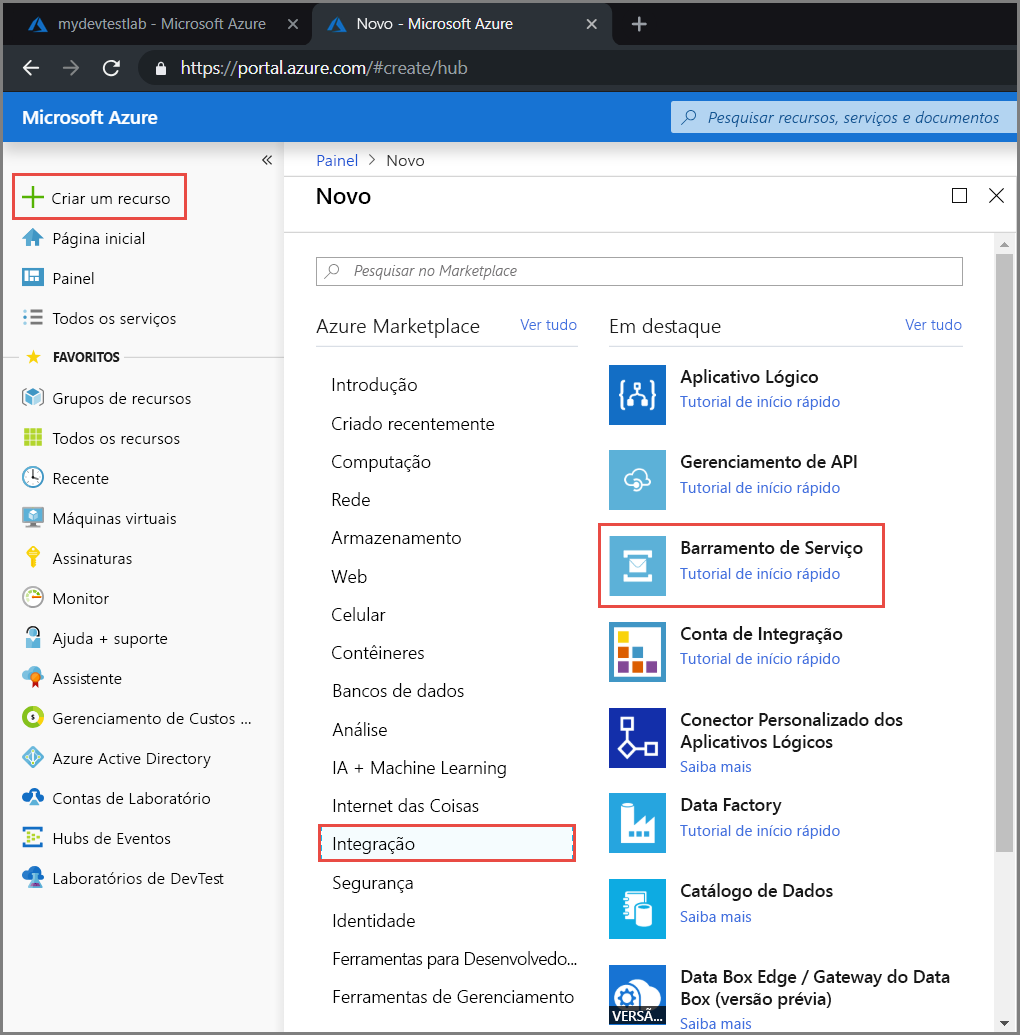 mydevtestlab - Microsoft Azure
Novo - Microsoft Azure
https://portal.azure.com/#create/hub
Microsoft Azure
Pesquisar recursos, serviços e documentos
Criar um recurso
Página inicial
Painel
Todos os serviços
FAVORITOS
Grupos de recursos
Todos os recursos
Recente
Máquinas virtuais
Assinaturas
Monitor
Ajuda + suporte
Assistente
Gerenciamento de Custos ...
Azure Active Directory
Contas de Laboratório
Hubs de Eventos
Laboratórios de DevTest
Painel > Novo
Novo
Pesquisar no Marketplace
Azure Marketplace
Ver tudo
Introdução
Criado recentemente
Computação
Rede
Armazenamento
Web
Celular
Contêineres
Bancos de dados
Análise
IA + Machine Learning
Internet das Coisas
Integração
Segurança
Identidade
Ferramentas para Desenvolvedo...
Ferramentas de Gerenciamento
Em destaque
Ver tudo
Aplicativo Lógico
Tutorial de início rápido
Gerenciamento de API
Tutorial de início rápido
Barramento de Serviço
Tutorial de início rápido
Conta de Integração
Tutorial de início rápido
Conector Personalizado dos
Aplicativos Lógicos
Saiba mais
Data Factory
Tutorial de início rápido
Catálogo de Dados
Saiba mais
VERSÃ...
Data Box Edge / Gateway do Data
Box (versão prévia)
Saiba mais